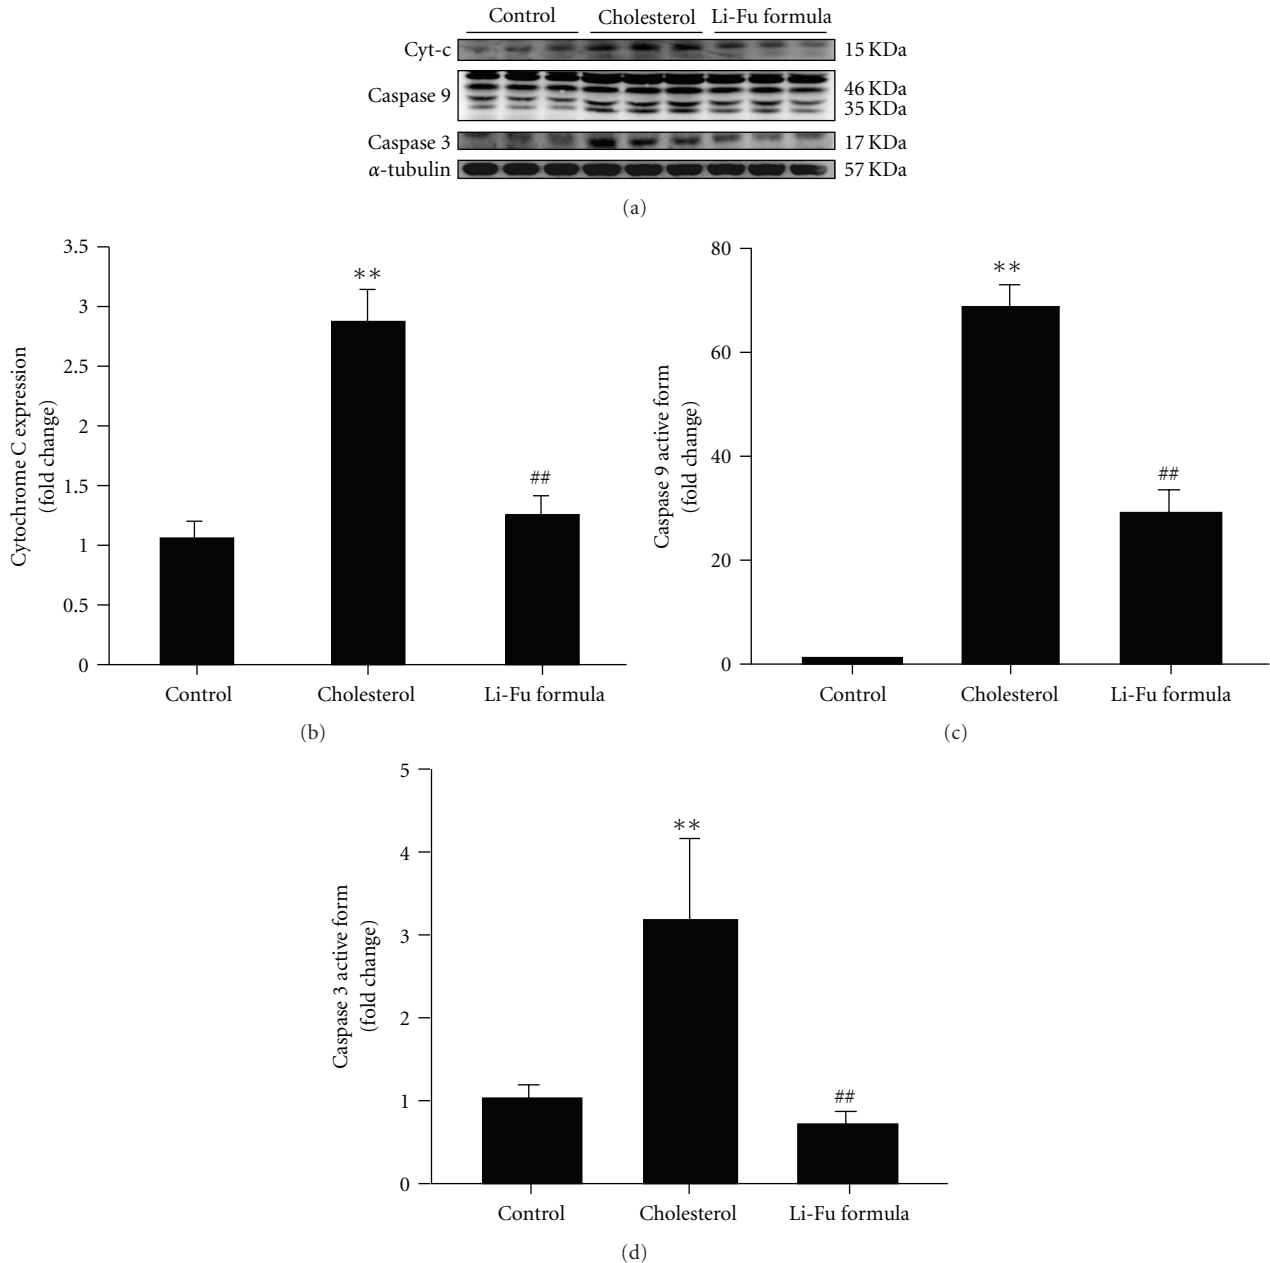 Control Cholesterol Li-Fu formula
Cyt-c 15 KDa
Caspase 9 46 KDa
35 KDa
Caspase 3 17 KDa
α-tubulin 57 KDa
(a)
Cytochrome C expression
(fold change)
3.5
3
2.5
2
1.5
1
0.5
0
**
##
Control Cholesterol Li-Fu formula
(b)
Caspase 9 active form
(fold change)
80
60
40
20
0
**
##
Control Cholesterol Li-Fu formula
(c)
Caspase 3 active form
(fold change)
5
4
3
2
1
0
**
##
Control Cholesterol Li-Fu formula
(d)